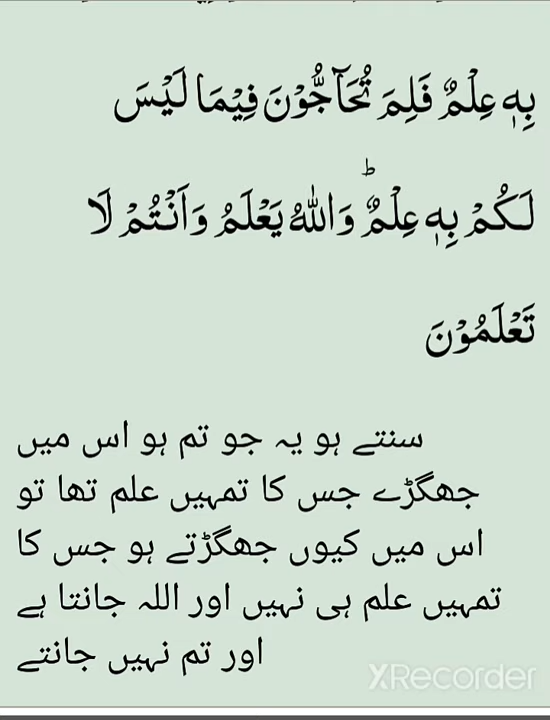 بِهٖ عِلْمٌ فَلِمَ تُحَآجُّوْنَ فِيْمَا لَيْسَ
لَكُمْ بِهٖ عِلْمٌ ؕ وَاللّٰهُ يَعْلَمُ وَاَنْتُمْ لَا
تَعْلَمُوْنَ
سنتے ہو یہ جو تم ہو اس میں
جھگڑے جس کا تمہیں علم تھا تو
اس میں کیوں جھگڑتے ہو جس کا
تمہیں علم ہی نہیں اور اللہ جانتا ہے
اور تم نہیں جانتے
XRecorder